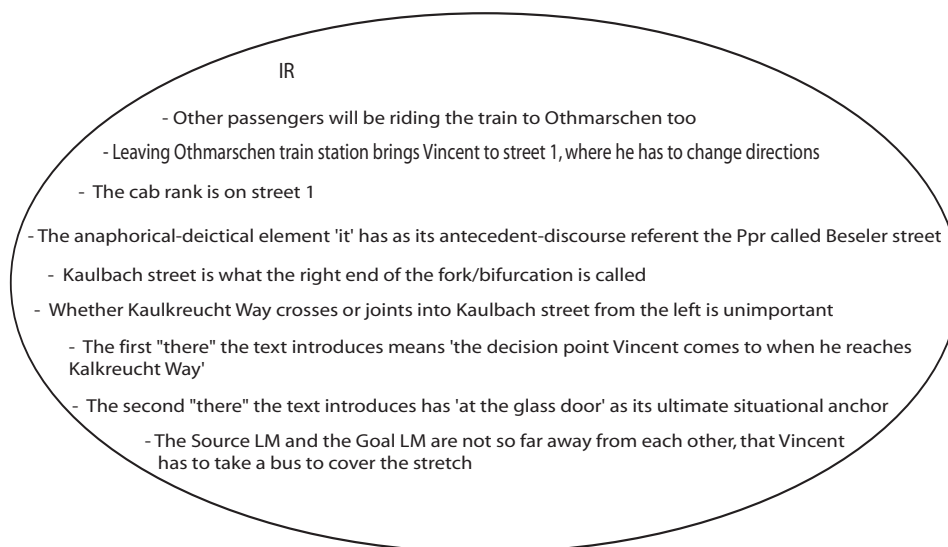 IR
- Other passengers will be riding the train to Othmarschen too
- Leaving Othmarschen train station brings Vincent to street 1, where he has to change directions
- The cab rank is on street 1
- The anaphorical-deictical element 'it' has as its antecedent-discourse referent the Ppr called Beseler street
- Kaulbach street is what the right end of the fork/bifurcation is called
- Whether Kaulkreucht Way crosses or joints into Kaulbach street from the left is unimportant
- The first "there" the text introduces means 'the decision point Vincent comes to when he reaches
Kalkreucht Way'
- The second "there" the text introduces has 'at the glass door' as its ultimate situational anchor
- The Source LM and the Goal LM are not so far away from each other, that Vincent
has to take a bus to cover the stretch